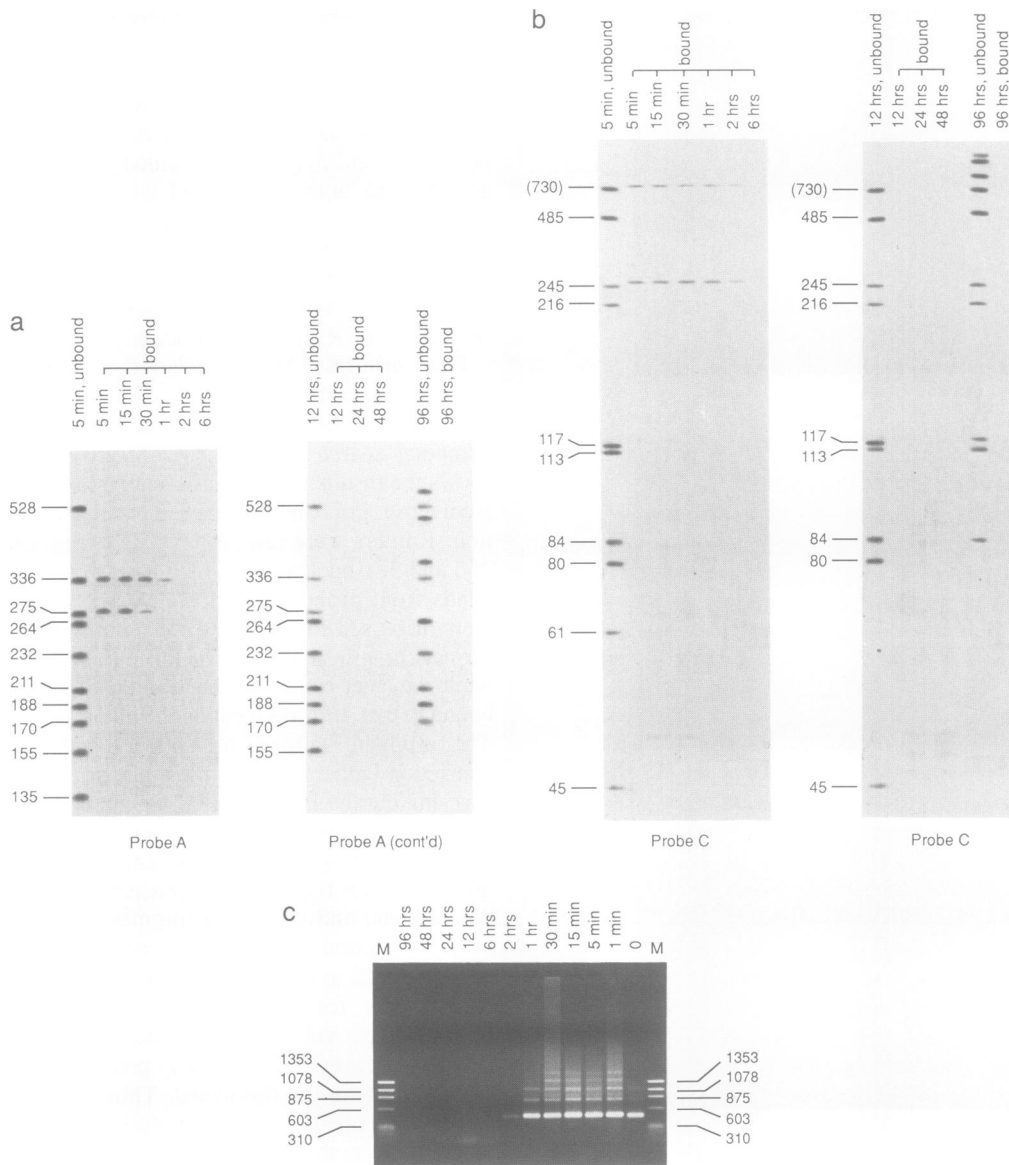 a
5 min, unbound
5 min
15 min
30 min
1 hr
2 hrs
6 hrs
bound
12 hrs, unbound
12 hrs
24 hrs
48 hrs
bound
96 hrs, unbound
96 hrs, bound
528
336
275
264
232
211
188
170
155
135
528
336
275
264
232
211
188
170
155
Probe A
Probe A (cont'd)
b
5 min, unbound
5 min
15 min
30 min
1 hr
2 hrs
6 hrs
bound
12 hrs, unbound
12 hrs
24 hrs
48 hrs
bound
96 hrs, unbound
96 hrs, bound
(730)
485
245
216
117
113
84
80
61
45
(730)
485
245
216
117
113
84
80
45
Probe C
Probe C
c
M
96 hrs
48 hrs
24 hrs
12 hrs
6 hrs
2 hrs
1 hr
30 min
15 min
5 min
1 min
0
M
1353
1078
875
603
310
1353
1078
875
603
310